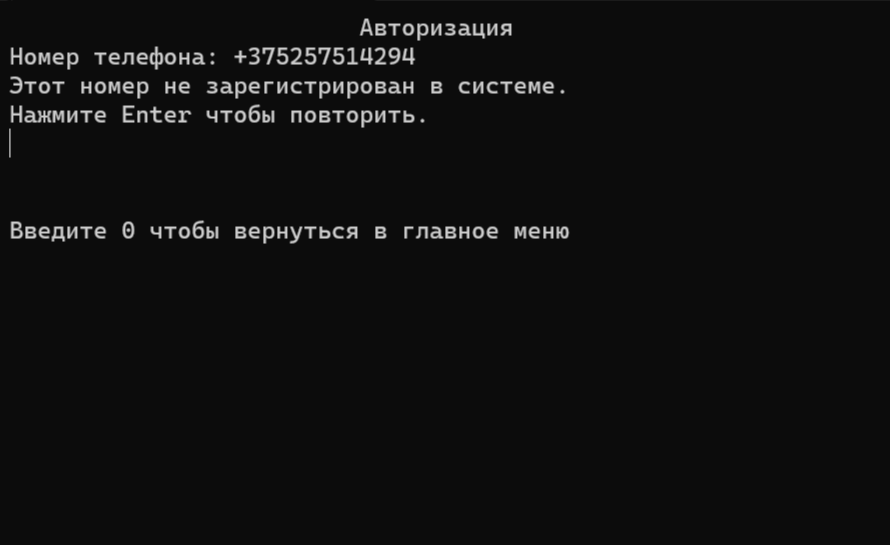 Авторизация
Номер телефона: +375257514294
Этот номер не зарегистрирован в системе.
Нажмите Enter чтобы повторить.
Введите 0 чтобы вернуться в главное меню